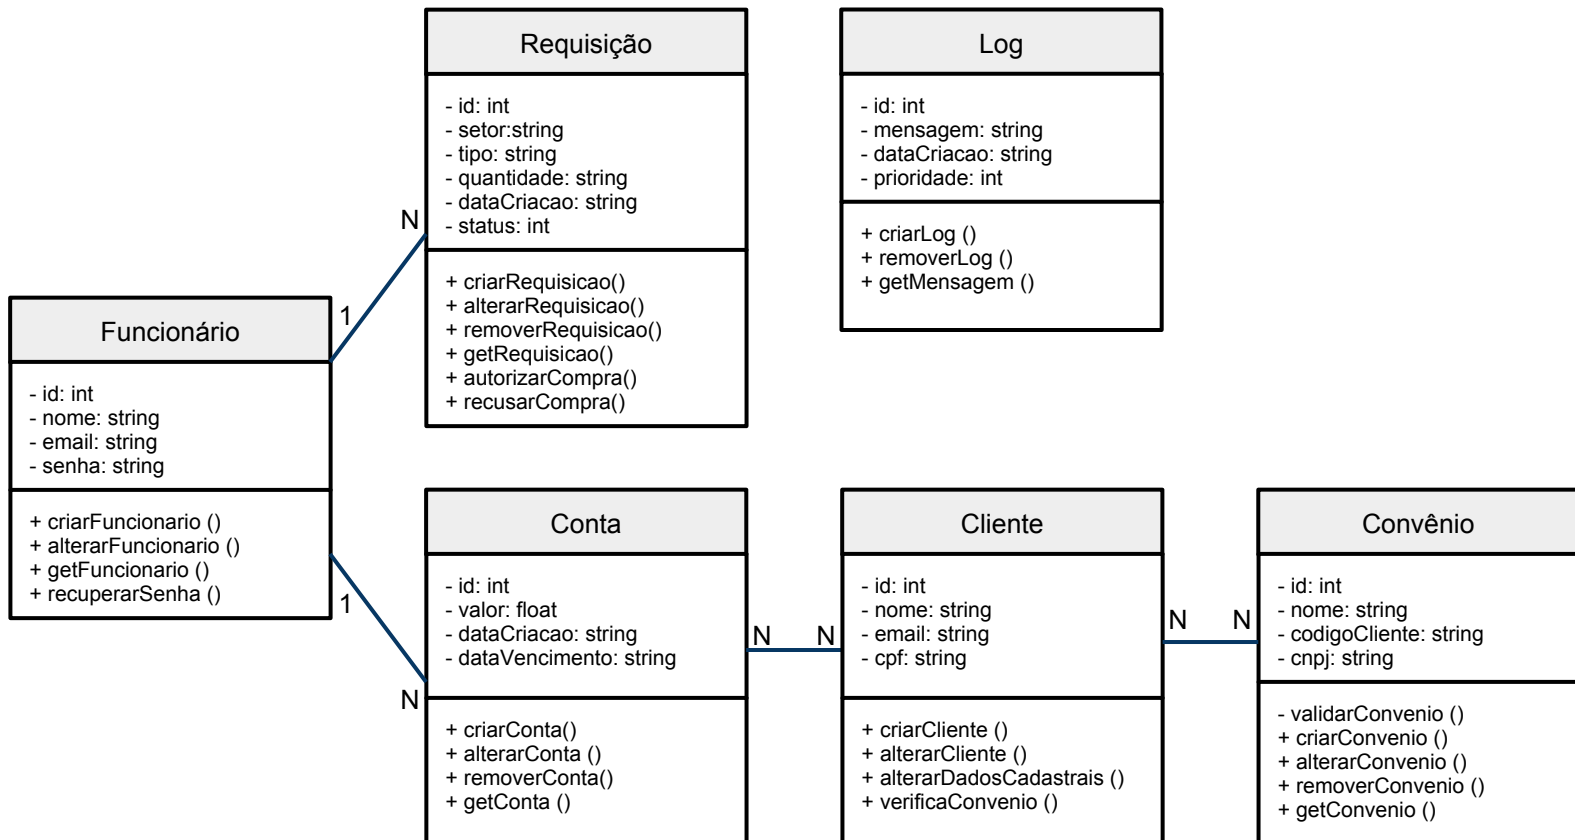 Requisição
- id: int
- setor:string
- tipo: string
- quantidade: string
- dataCriacao: string
- status: int
+ criarRequisicao()
+ alterarRequisicao()
+ removerRequisicao()
+ getRequisicao()
+ autorizarCompra()
+ recusarCompra()
Log
- id: int
- mensagem: string
- dataCriacao: string
- prioridade: int
+ criarLog ()
+ removerLog ()
+ getMensagem ()
N
1
Funcionário
- id: int
- nome: string
- email: string
- senha: string
+ criarFuncionario ()
+ alterarFuncionario ()
+ getFuncionario ()
+ recuperarSenha ()
1
N
Conta
- id: int
- valor: float
- dataCriacao: string
- dataVencimento: string
+ criarConta()
+ alterarConta ()
+ removerConta()
+ getConta ()
N N
Cliente
- id: int
- nome: string
- email: string
- cpf: string
+ criarCliente ()
+ alterarCliente ()
+ alterarDadosCadastrais ()
+ verificaConvenio ()
N N
Convênio
- id: int
- nome: string
- codigoCliente: string
- cnpj: string
- validarConvenio ()
+ criarConvenio ()
+ alterarConvenio ()
+ removerConvenio ()
+ getConvenio ()